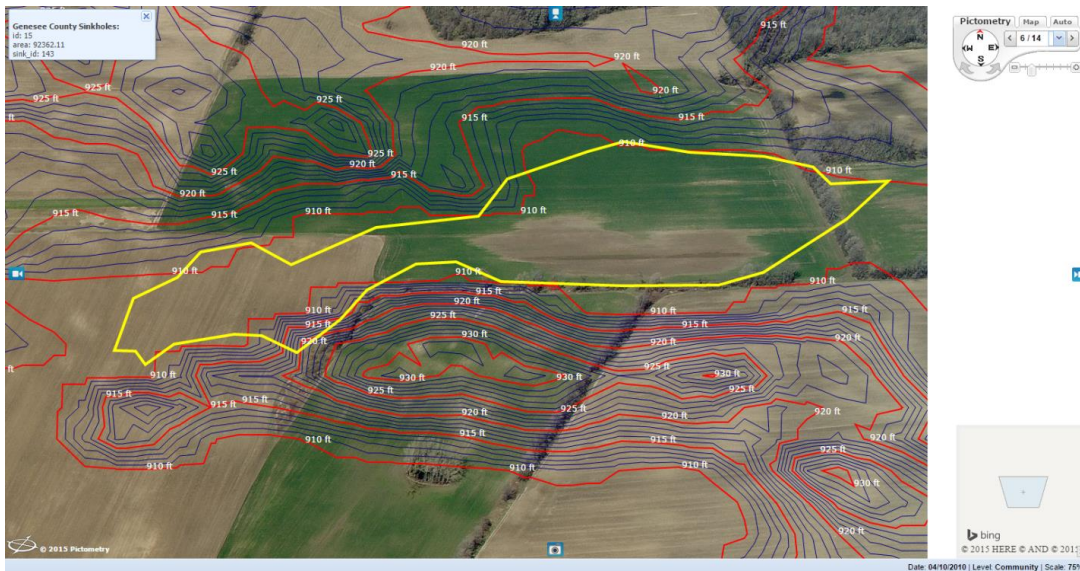 Genesee County Sinkholes:
id: 15
area: 92362.11
sink_id: 143
Pictometry Map Auto
N
W E
S
6 / 14
920 ft
915 ft
920 ft
920 ft
925 ft
920 ft
925 ft
925 ft
915 ft
915 ft
ft
925 ft
910 ft
925 ft
920 ft
925 ft
915 ft
910 ft
920 ft
915 ft
910 ft
910 ft
915 ft
910 ft
910 ft
910 ft
915 ft
920 ft
910 ft
910 ft
915 ft
925 ft
915 ft
915 ft
930 ft
920 ft
920 ft
920 ft
925 ft
ft
910 ft
930 ft
930 ft
930 ft
915 ft
915 ft
925 ft
925 ft
915 ft
920 ft
925 ft
920 ft
920 ft
910 ft
915 ft
915 ft
920 ft
925 ft
910 ft
910 ft
910 ft
930 ft
920 ft
bing
© 2015 HERE © AND © 201
© 2015 Pictometry
Date: 04/10/2010 | Level: Community | Scale: 75%